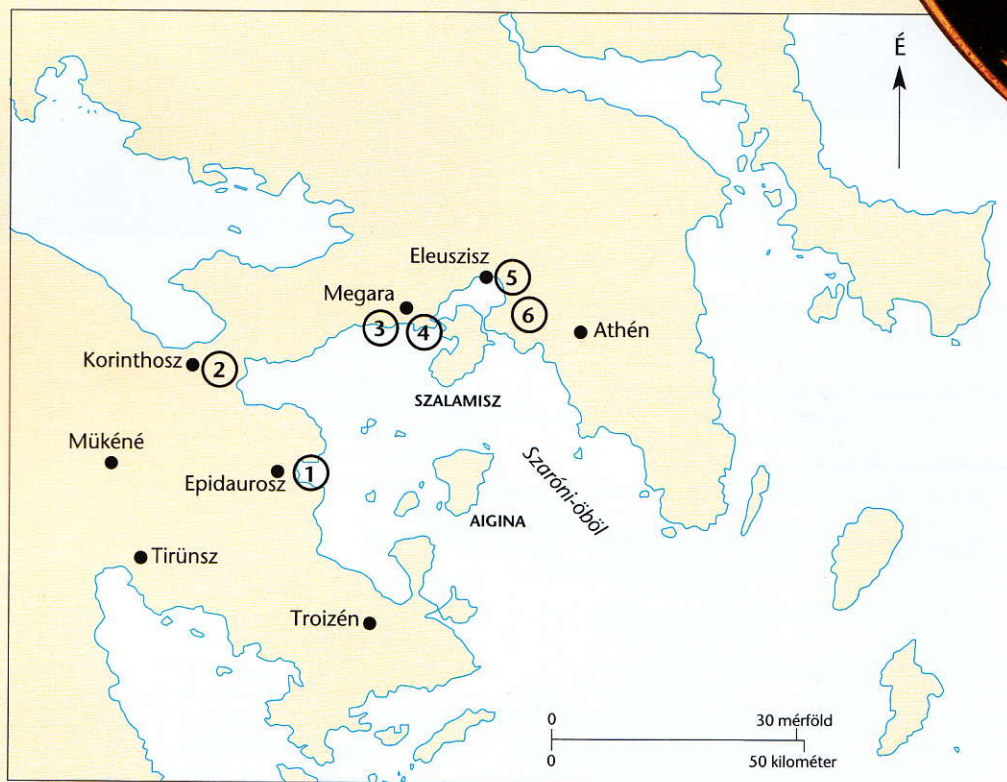 É
Eleuszisz
5
Megara
6
3
4
Athén
Korinthosz
2
SZALAMISZ
Mükéné
Epidaurosz
1
Szaróni-öböl
AIGINA
Tirünsz
Troizén
0
30 mérföld
0
50 kilométer